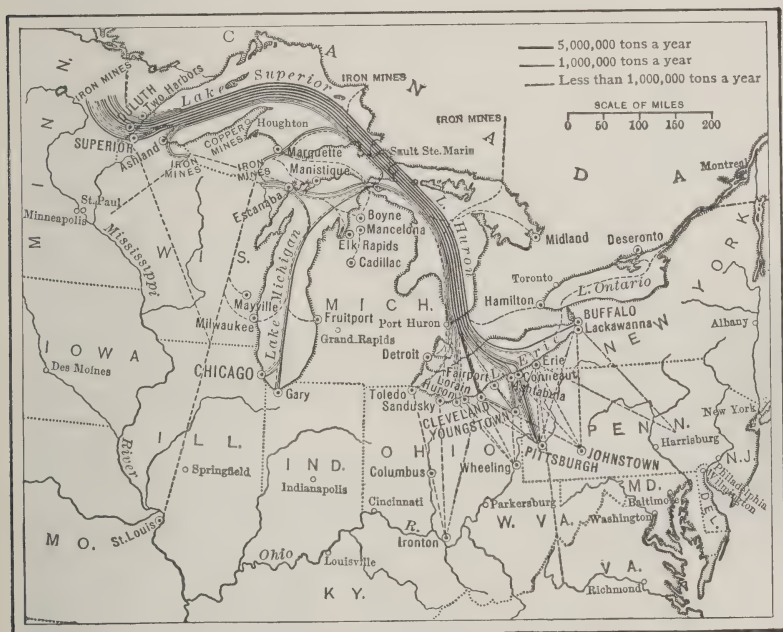 5,000,000 tons a year
1,000,000 tons a year
Less than 1,000,000 tons a year
SCALE OF MILES
0 50 100 150 200
C A N A D A
MINN.
IRON MINES
DULUTH
Two Harbors
Lake Superior
IRON MINES
IRON MINES
SUPERIOR
Ashland
COPPER MINES
Houghton
IRON MINES
IRON MINES
Marquette
Sault Ste. Marie
Manistique
Escanaba
St. Paul
Minneapolis
Mississippi
River
WIS.
Boyne
Mancelona
Elk Rapids
Cadillac
L. Huron
Midland
Deseronto
Montreal
Toronto
Hamilton
L. Ontario
NEW YORK
Lake Michigan
MICH.
Mayville
Milwaukee
Fruitport
Grand Rapids
Port Huron
BUFFALO
Lackawanna
Albany
IOWA
Des Moines
CHICAGO
Gary
Detroit
L. Erie
Erie
Fairport
Conneaut
Ashtabula
Lorain
Huron
Toledo
Sandusky
CLEVELAND
YOUNGSTOWN
PENN.
New York
Harrisburg
ILL.
Springfield
IND.
Indianapolis
OHIO
Columbus
Wheeling
PITTSBURGH
JOHNSTOWN
N.J.
Philadelphia
Wilmington
MD.
Baltimore
DEL.
Cincinnati
Parkersburg
W. VA.
Washington
MO.
St. Louis
Ohio R.
Louisville
Ironton
KY.
VA.
Richmond